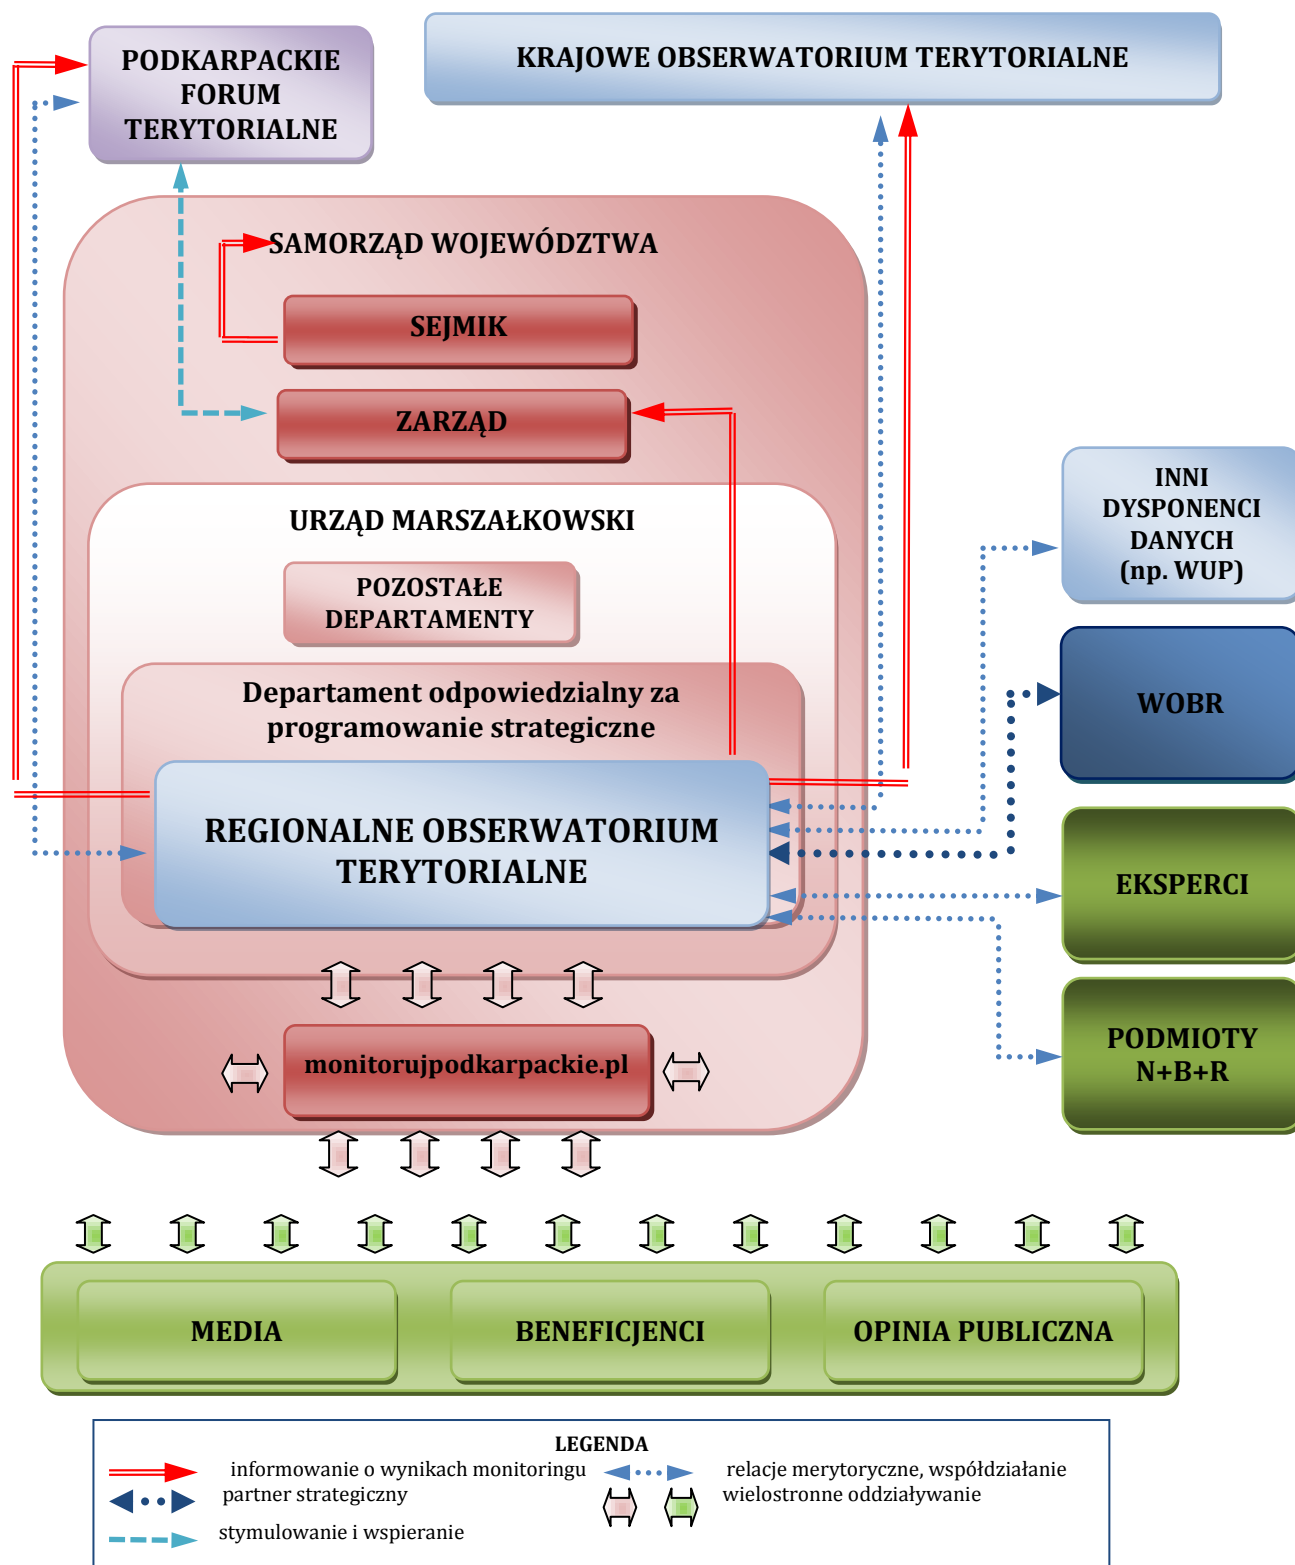 PODKARPACKIE
FORUM
TERYTORIALNE
KRAJOWE OBSERWATORIUM TERYTORIALNE
SAMORZĄD WOJEWÓDZTWA
SEJMIK
ZARZĄD
URZĄD MARSZAŁKOWSKI
POZOSTAŁE
DEPARTAMENTY
Departament odpowiedzialny za
programowanie strategiczne
REGIONALNE OBSERWATORIUM
TERYTORIALNE
INNI
DYSPONENCI
DANYCH
(np. WUP)
WOBR
EKSPERCI
PODMIOTY
N+B+R
monitorujpodkarpackie.pl
MEDIA
BENEFICJENCI
OPINIA PUBLICZNA
LEGENDA
informowanie o wynikach monitoringu
relacje merytoryczne, współdziałanie
partner strategiczny
wielostronne oddziaływanie
stymulowanie i wspieranie